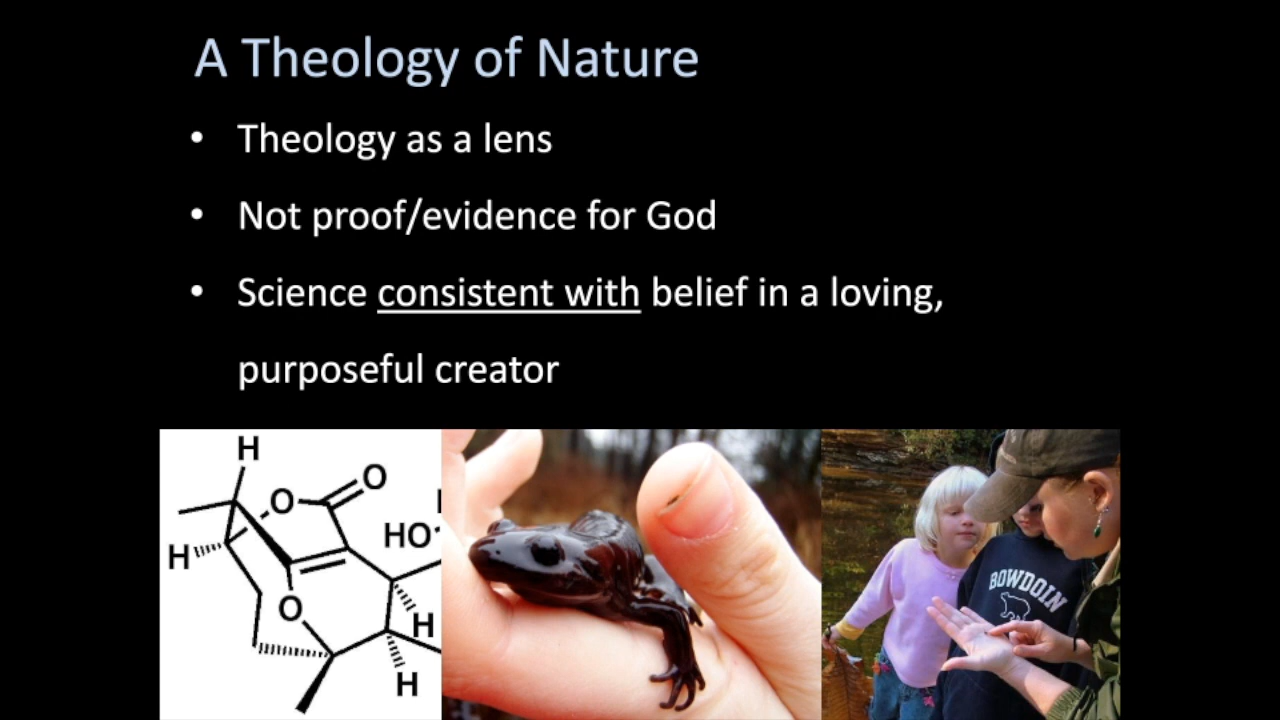 A Theology of Nature
• Theology as a lens
• Not proof/evidence for God
• Science consistent with belief in a loving,
purposeful creator
H
O
O
H
HO
O
H
H
BOWDOIN